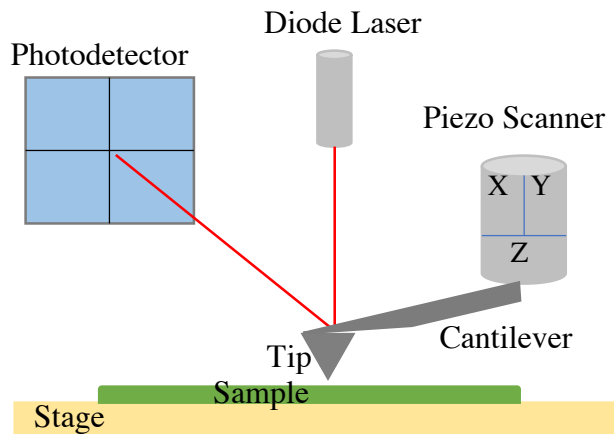 Diode Laser
Photodetector
Piezo Scanner
X Y
Z
Cantilever
Tip
Sample
Stage